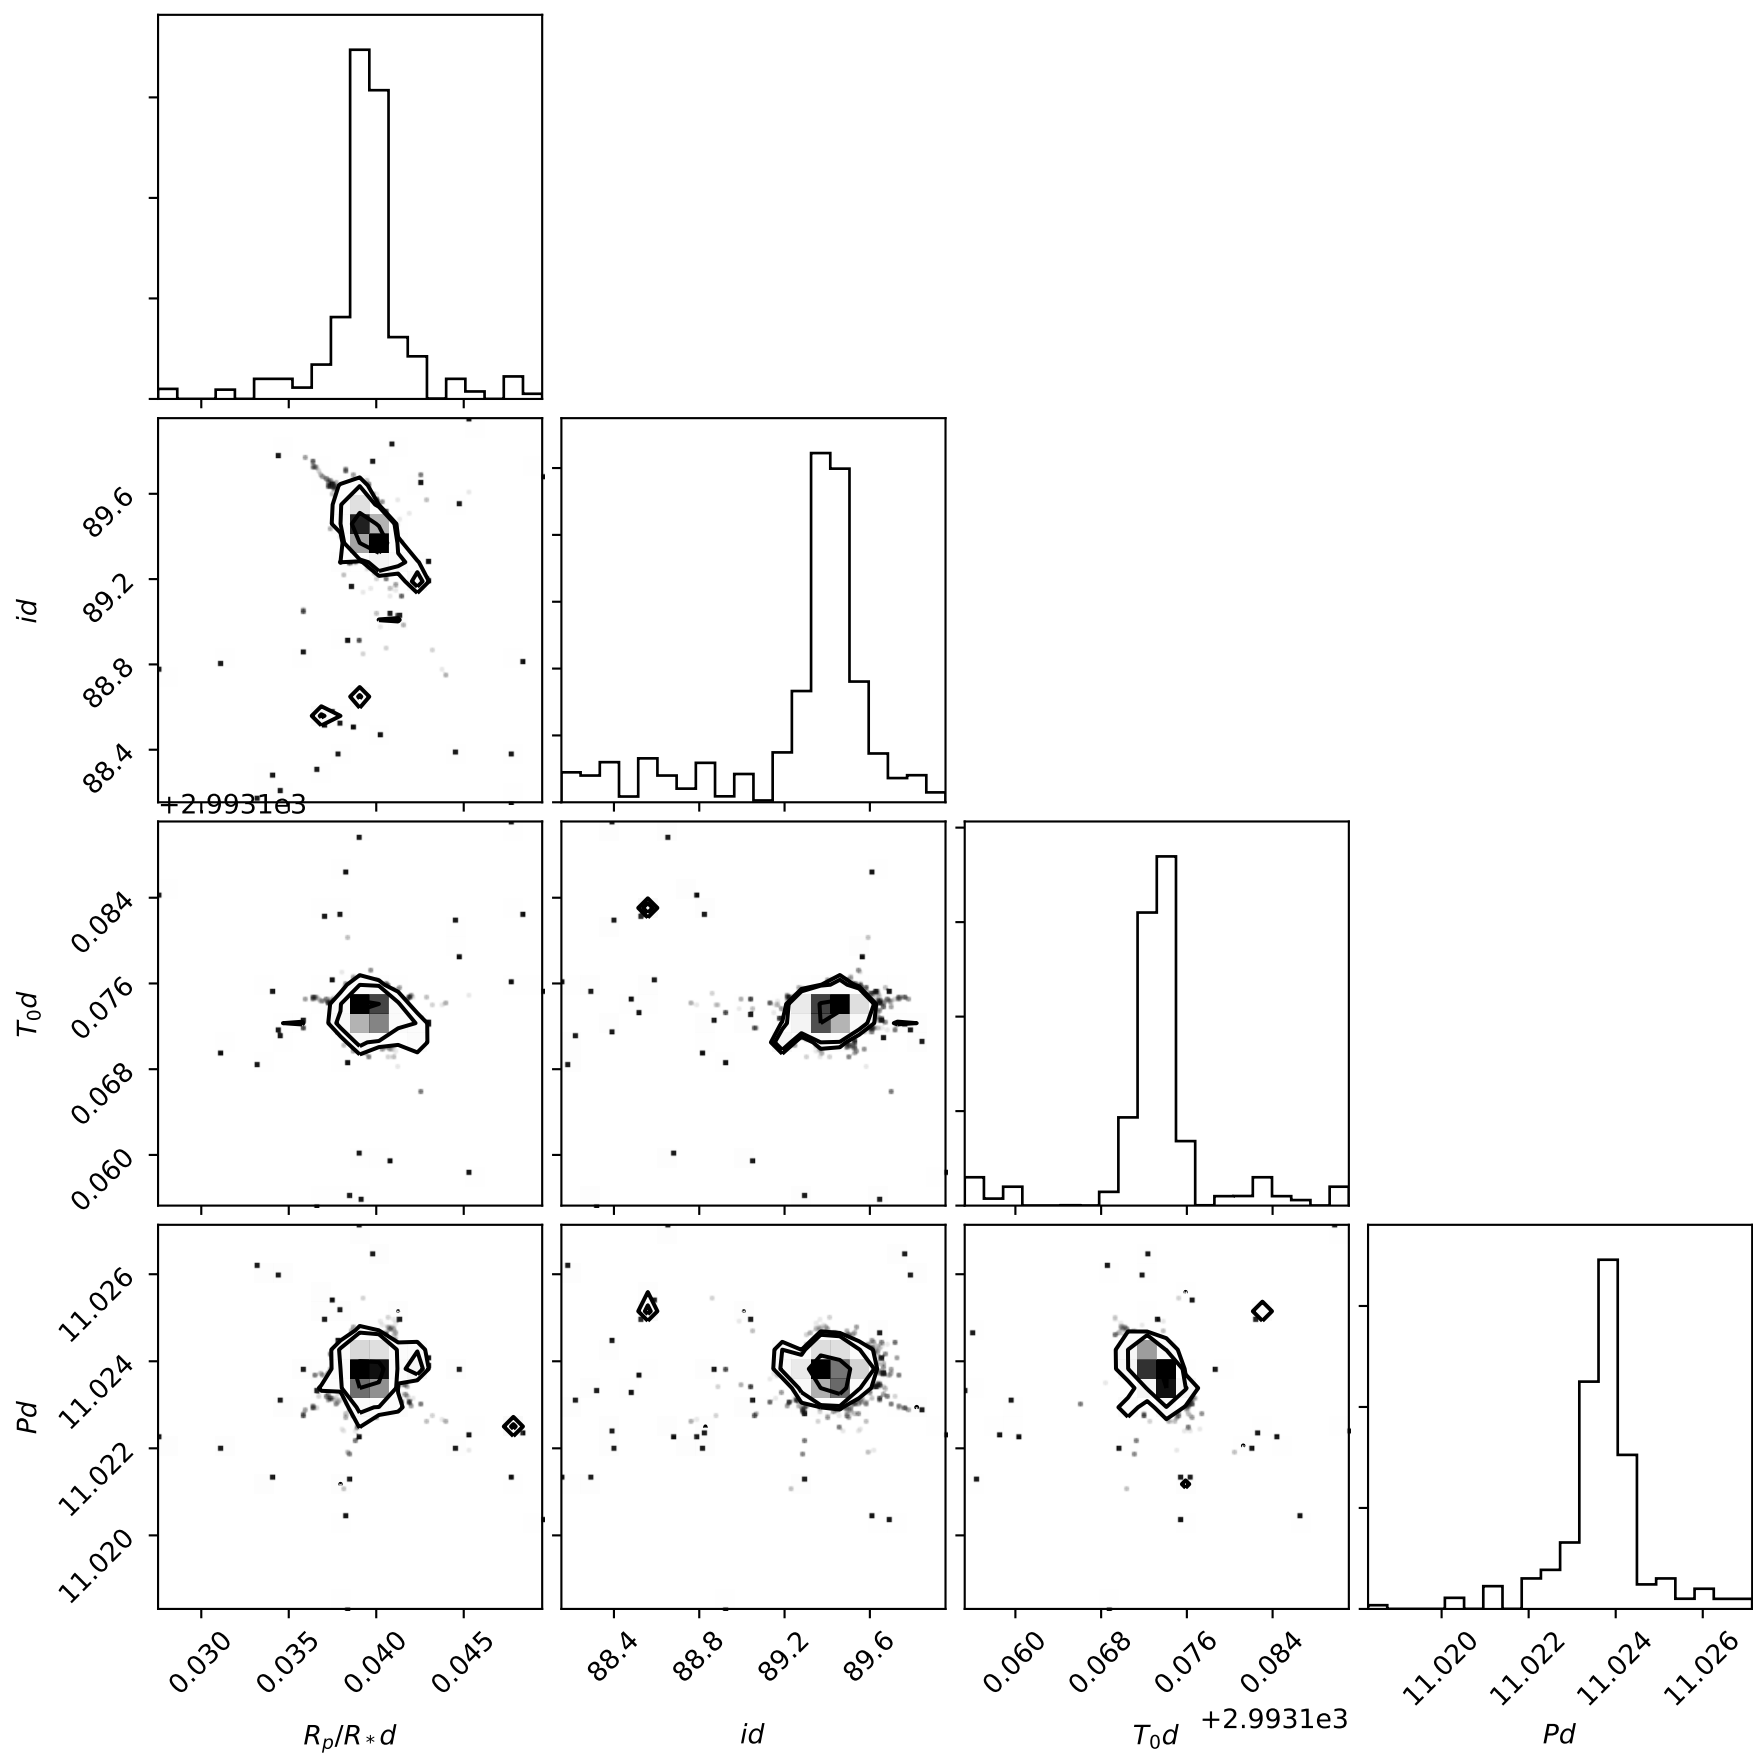 id
89.6
89.2
88.8
88.4
+2.9931e3
T₀d
0.084
0.076
0.068
0.060
Pd
11.026
11.024
11.022
11.020
0.030 0.035 0.040 0.045
88.4 88.8 89.2 89.6
0.060 0.068 0.076 0.084
11.020 11.022 11.024 11.026
Rₚ/R*d
id
T₀d
+2.9931e3
Pd